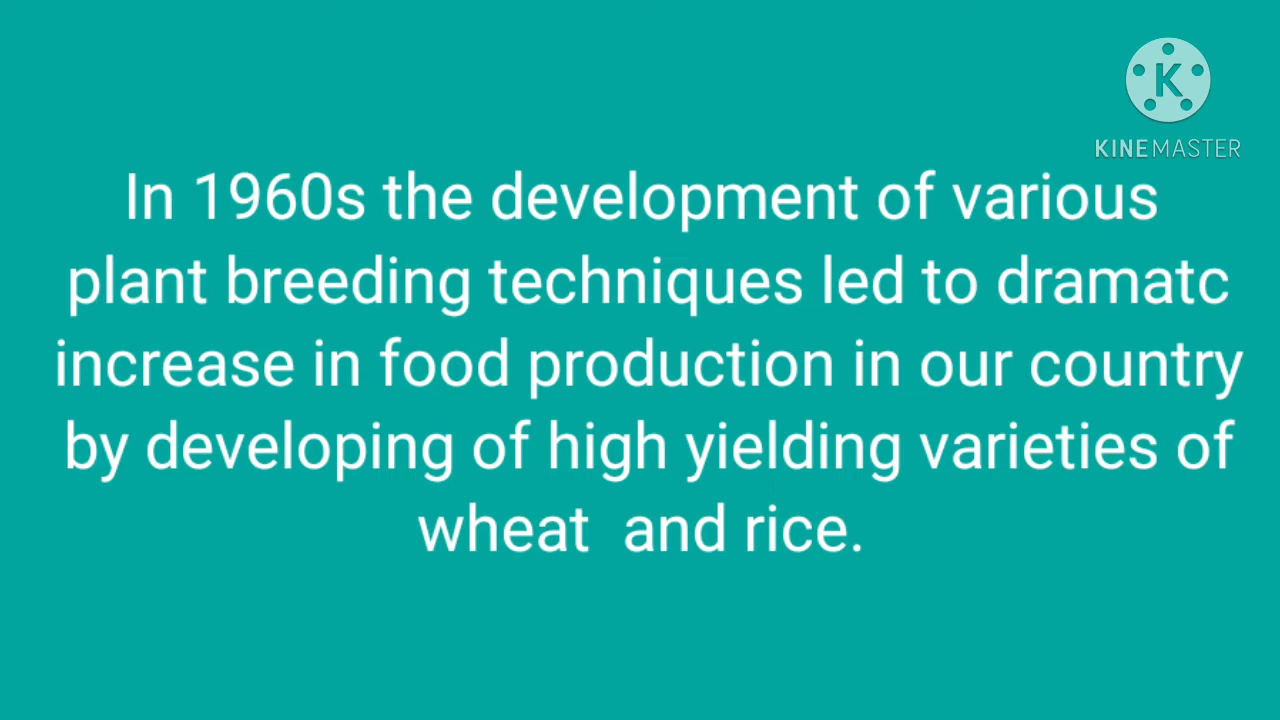 K
KINEMASTER
In 1960s the development of various
plant breeding techniques led to dramatc
increase in food production in our country
by developing of high yielding varieties of
wheat  and rice.